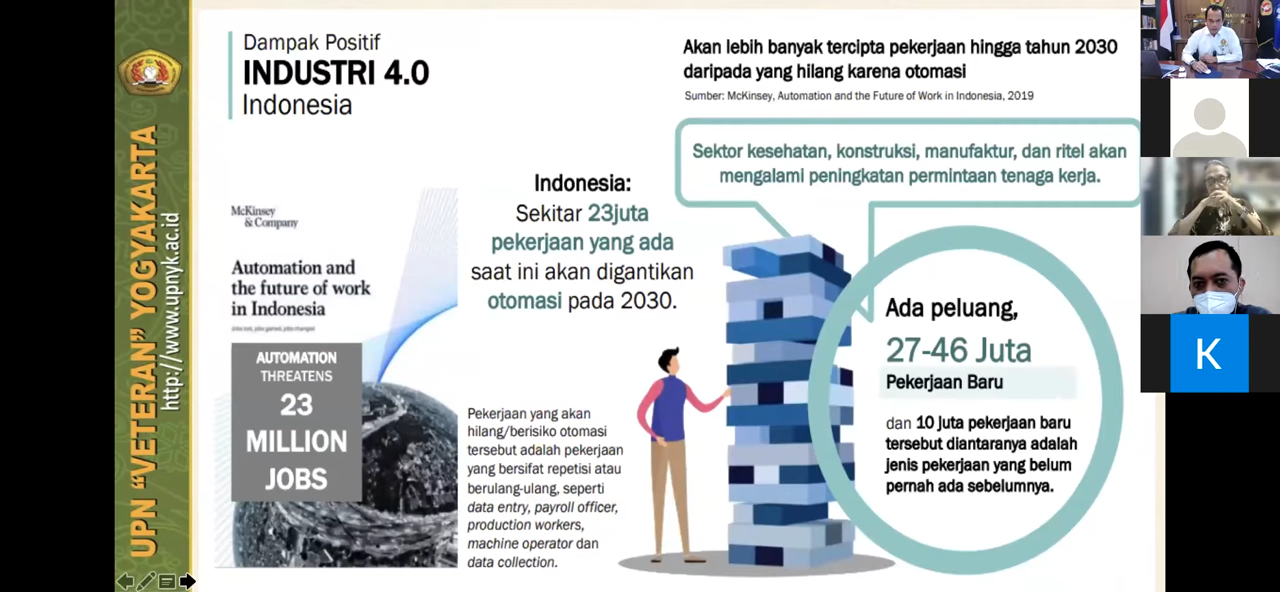 UPN “VETERAN” YOGYAKARTA
http://www.upnyk.ac.id
Dampak Positif
INDUSTRI 4.0
Indonesia
Akan lebih banyak tercipta pekerjaan hingga tahun 2030
daripada yang hilang karena otomasi
Sumber: McKinsey, Automation and the Future of Work in Indonesia, 2019
Sektor kesehatan, konstruksi, manufaktur, dan ritel akan
mengalami peningkatan permintaan tenaga kerja.
Indonesia:
Sekitar 23juta
pekerjaan yang ada
saat ini akan digantikan
otomasi pada 2030.
McKinsey
& Company
Automation and
the future of work
in Indonesia
Jobs lost, jobs gained, jobs changed
AUTOMATION
THREATENS
23
MILLION
JOBS
Pekerjaan yang akan
hilang/berisiko otomasi
tersebut adalah pekerjaan
yang bersifat repetisi atau
berulang-ulang, seperti
data entry, payroll officer,
production workers,
machine operator dan
data collection.
Ada peluang,
27-46 Juta
Pekerjaan Baru
dan 10 juta pekerjaan baru
tersebut diantaranya adalah
jenis pekerjaan yang belum
pernah ada sebelumnya.
K